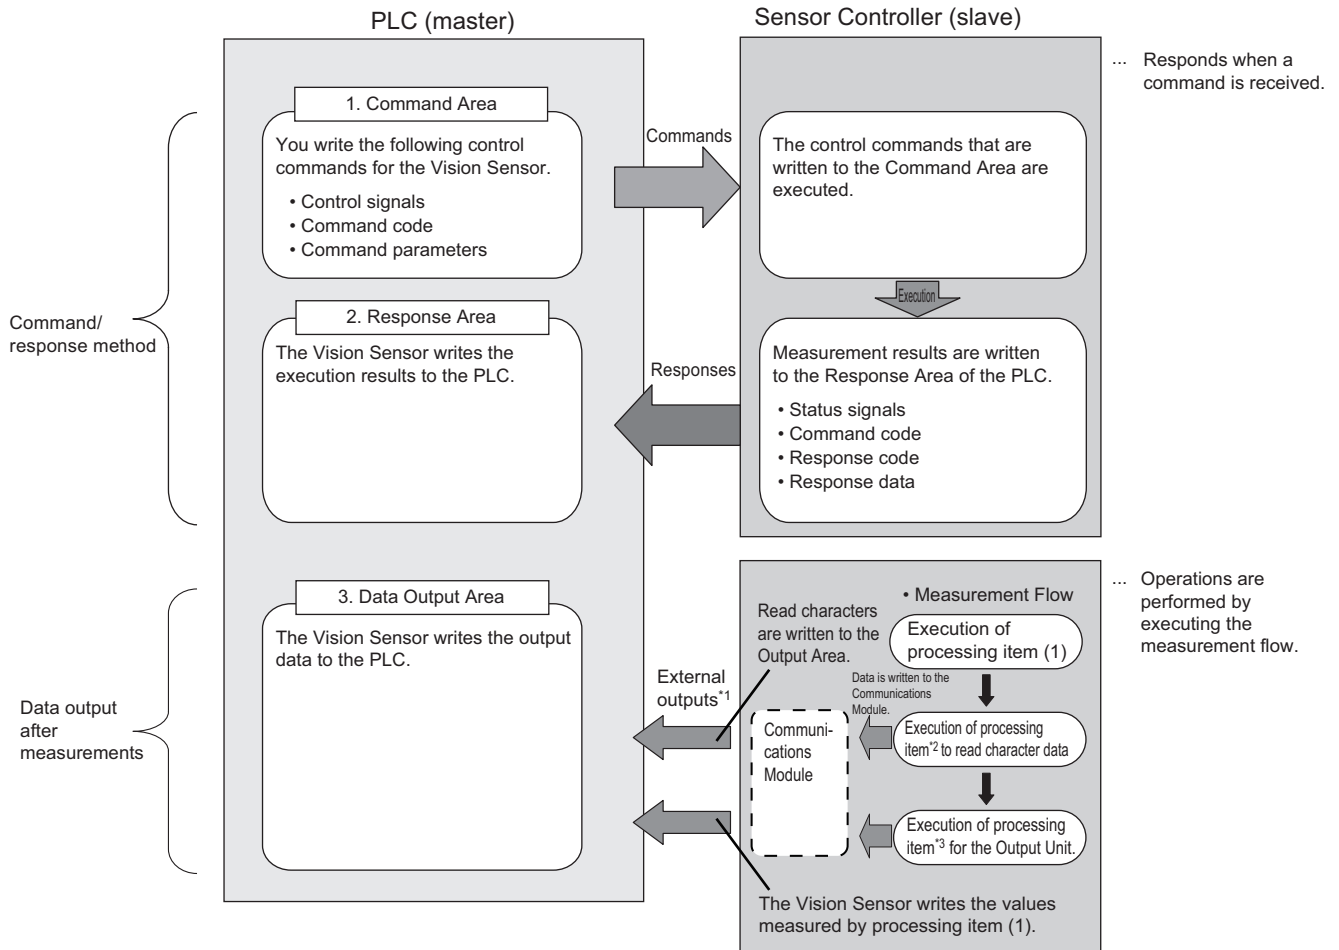 PLC (master)
Sensor Controller (slave)
... Responds when a
command is received.
1. Command Area
You write the following control
commands for the Vision Sensor.
• Control signals
• Command code
• Command parameters
Commands
The control commands that are
written to the Command Area are
executed.
Execution
Command/
response method
2. Response Area
The Vision Sensor writes the
execution results to the PLC.
Responses
Measurement results are written
to the Response Area of the PLC.
• Status signals
• Command code
• Response code
• Response data
Data output
after
measurements
3. Data Output Area
The Vision Sensor writes the output
data to the PLC.
External
outputs*1
Read characters
are written to the
Output Area.
• Measurement Flow
Execution of
processing item (1)
Data is written to the
Communications
Module.
Communi-
cations
Module
Execution of processing
item*2 to read character data
Execution of processing
item*3 for the Output Unit.
The Vision Sensor writes the values
measured by processing item (1).
... Operations are
performed by
executing the
measurement flow.